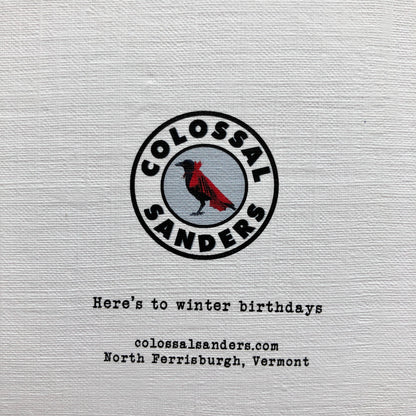 COLOSSAL
SANDERS
Here's to winter birthdays
colossalsanders.com
North Ferrisburgh, Vermont